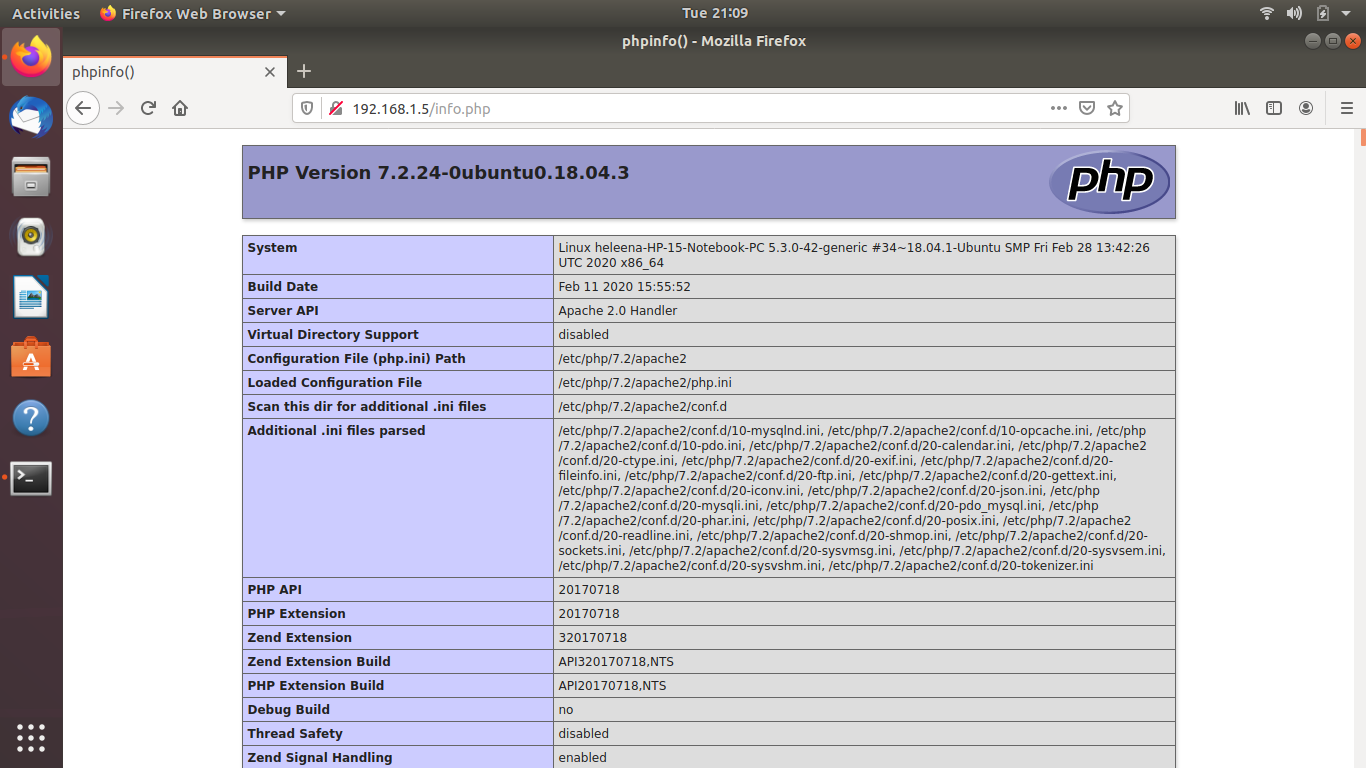 Activities
Firefox Web Browser
Tue 21:09
phpinfo() - Mozilla Firefox
phpinfo()
192.168.1.5/info.php
PHP Version 7.2.24-0ubuntu0.18.04.3
php
System
Linux heleena-HP-15-Notebook-PC 5.3.0-42-generic #34~18.04.1-Ubuntu SMP Fri Feb 28 13:42:26
UTC 2020 x86_64
Build Date
Feb 11 2020 15:55:52
Server API
Apache 2.0 Handler
Virtual Directory Support
disabled
Configuration File (php.ini) Path
/etc/php/7.2/apache2
Loaded Configuration File
/etc/php/7.2/apache2/php.ini
Scan this dir for additional .ini files
/etc/php/7.2/apache2/conf.d
Additional .ini files parsed
/etc/php/7.2/apache2/conf.d/10-mysqlnd.ini, /etc/php/7.2/apache2/conf.d/10-opcache.ini, /etc/php
/7.2/apache2/conf.d/10-pdo.ini, /etc/php/7.2/apache2/conf.d/20-calendar.ini, /etc/php/7.2/apache2
/conf.d/20-ctype.ini, /etc/php/7.2/apache2/conf.d/20-exif.ini, /etc/php/7.2/apache2/conf.d/20-
fileinfo.ini, /etc/php/7.2/apache2/conf.d/20-ftp.ini, /etc/php/7.2/apache2/conf.d/20-gettext.ini,
/etc/php/7.2/apache2/conf.d/20-iconv.ini, /etc/php/7.2/apache2/conf.d/20-json.ini, /etc/php
/7.2/apache2/conf.d/20-mysqli.ini, /etc/php/7.2/apache2/conf.d/20-pdo_mysql.ini, /etc/php
/7.2/apache2/conf.d/20-phar.ini, /etc/php/7.2/apache2/conf.d/20-posix.ini, /etc/php/7.2/apache2
/conf.d/20-readline.ini, /etc/php/7.2/apache2/conf.d/20-shmop.ini, /etc/php/7.2/apache2/conf.d/20-
sockets.ini, /etc/php/7.2/apache2/conf.d/20-sysvmsg.ini, /etc/php/7.2/apache2/conf.d/20-sysvsem.ini,
/etc/php/7.2/apache2/conf.d/20-sysvshm.ini, /etc/php/7.2/apache2/conf.d/20-tokenizer.ini
PHP API
20170718
PHP Extension
20170718
Zend Extension
320170718
Zend Extension Build
API320170718,NTS
PHP Extension Build
API20170718,NTS
Debug Build
no
Thread Safety
disabled
Zend Signal Handling
enabled